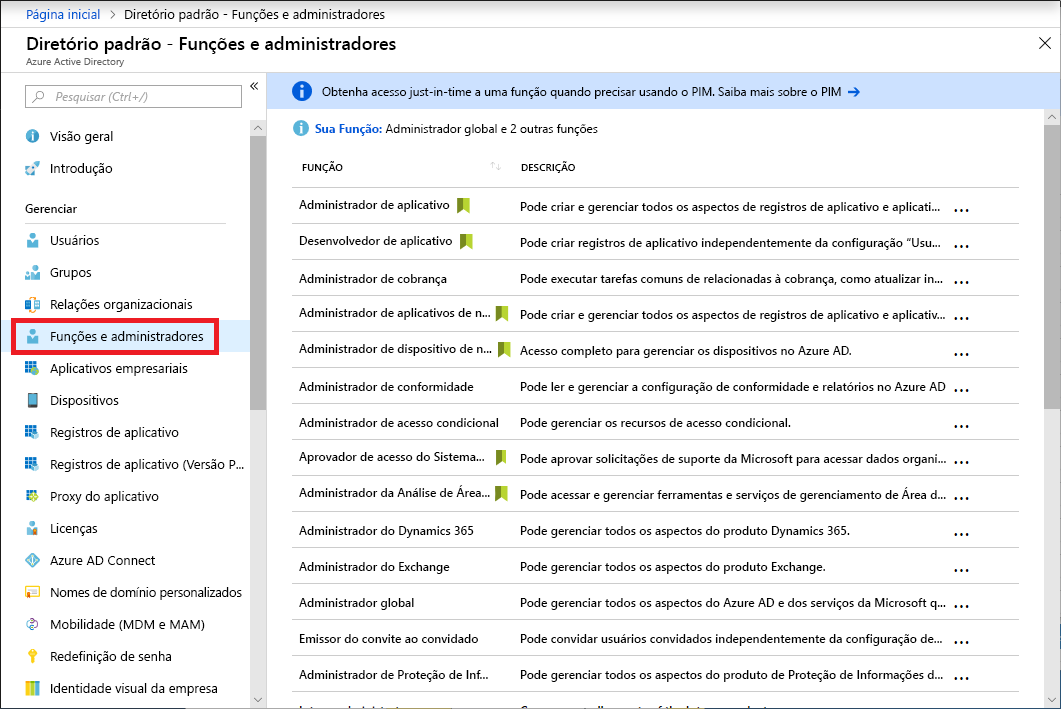 Página inicial > Diretório padrão - Funções e administradores
Diretório padrão - Funções e administradores
Azure Active Directory
Pesquisar (Ctrl+/)
Visão geral
Introdução
Gerenciar
Usuários
Grupos
Relações organizacionais
Funções e administradores
Aplicativos empresariais
Dispositivos
Registros de aplicativo
Registros de aplicativo (Versão P...
Proxy do aplicativo
Licenças
Azure AD Connect
Nomes de domínio personalizados
Mobilidade (MDM e MAM)
Redefinição de senha
Identidade visual da empresa
Obtenha acesso just-in-time a uma função quando precisar usando o PIM. Saiba mais sobre o PIM →
Sua Função: Administrador global e 2 outras funções
FUNÇÃO DESCRIÇÃO
Administrador de aplicativo Pode criar e gerenciar todos os aspectos de registros de aplicativo e aplicati...
Desenvolvedor de aplicativo Pode criar registros de aplicativo independentemente da configuração “Usu...
Administrador de cobrança Pode executar tarefas comuns de relacionadas à cobrança, como atualizar in...
Administrador de aplicativos de n... Pode criar e gerenciar todos os aspectos de registros de aplicativo e aplicativ...
Administrador de dispositivo de n... Acesso completo para gerenciar os dispositivos no Azure AD.
Administrador de conformidade Pode ler e gerenciar a configuração de conformidade e relatórios no Azure AD
Administrador de acesso condicional Pode gerenciar os recursos de acesso condicional.
Aprovador de acesso do Sistema... Pode aprovar solicitações de suporte da Microsoft para acessar dados organi...
Administrador da Análise de Área... Pode acessar e gerenciar ferramentas e serviços de gerenciamento de Área d...
Administrador do Dynamics 365 Pode gerenciar todos os aspectos do produto Dynamics 365.
Administrador do Exchange Pode gerenciar todos os aspectos do produto Exchange.
Administrador global Pode gerenciar todos os aspectos do Azure AD e dos serviços da Microsoft q...
Emissor do convite ao convidado Pode convidar usuários convidados independentemente da configuração de...
Administrador de Proteção de Inf... Pode gerenciar todos os aspectos do produto de Proteção de Informações d...